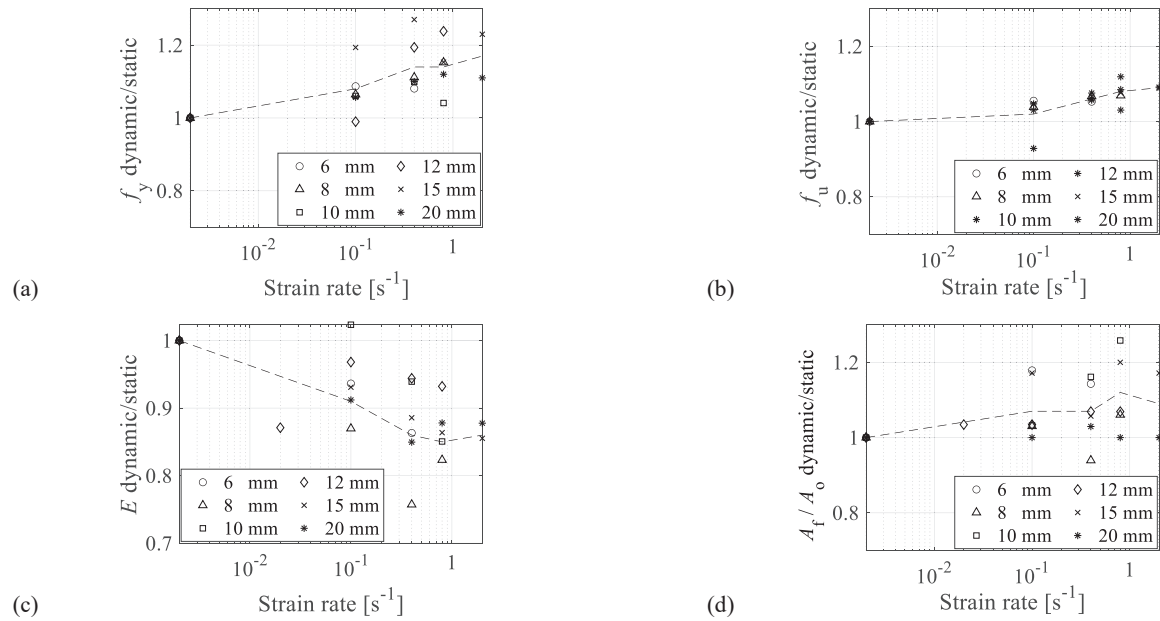 f_y dynamic/static
1.2
1
0.8
6 mm 12 mm
8 mm 15 mm
10 mm 20 mm
10^-2 10^-1 1
Strain rate [s^-1]
(a)
f_u dynamic/static
1.2
1
0.8
6 mm 12 mm
8 mm 15 mm
10 mm 20 mm
10^-2 10^-1 1
Strain rate [s^-1]
(b)
E dynamic/static
1
0.9
0.8
0.7
6 mm 12 mm
8 mm 15 mm
10 mm 20 mm
10^-2 10^-1 1
Strain rate [s^-1]
(c)
A_f / A_o dynamic/static
1.2
1
0.8
6 mm 12 mm
8 mm 15 mm
10 mm 20 mm
10^-2 10^-1 1
Strain rate [s^-1]
(d)